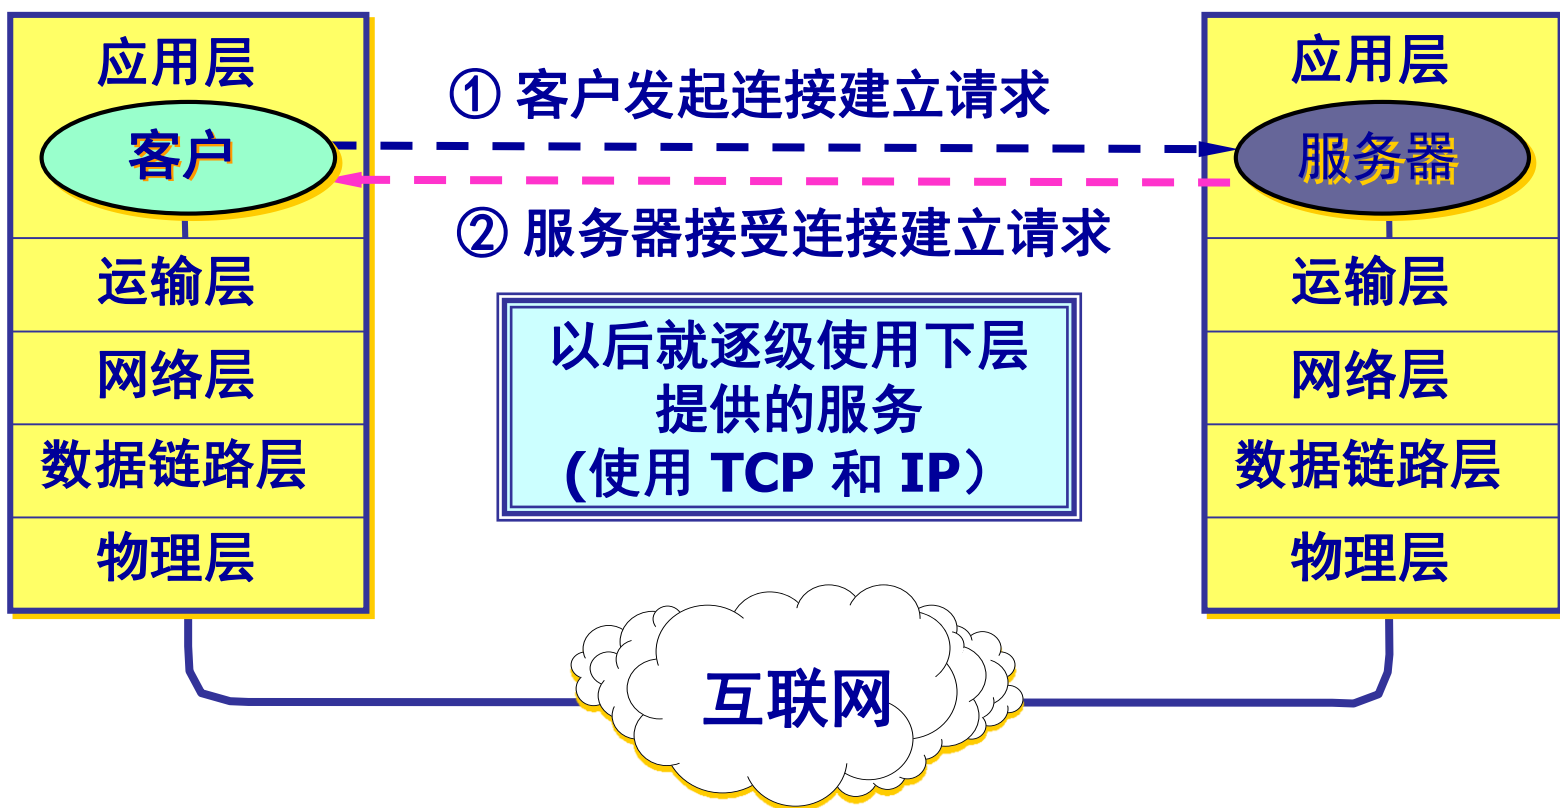 应用层
客户
运输层
网络层
数据链路层
物理层
① 客户发起连接建立请求
② 服务器接受连接建立请求
以后就逐级使用下层
提供的服务
(使用 TCP 和 IP）
互联网
应用层
服务器
运输层
网络层
数据链路层
物理层